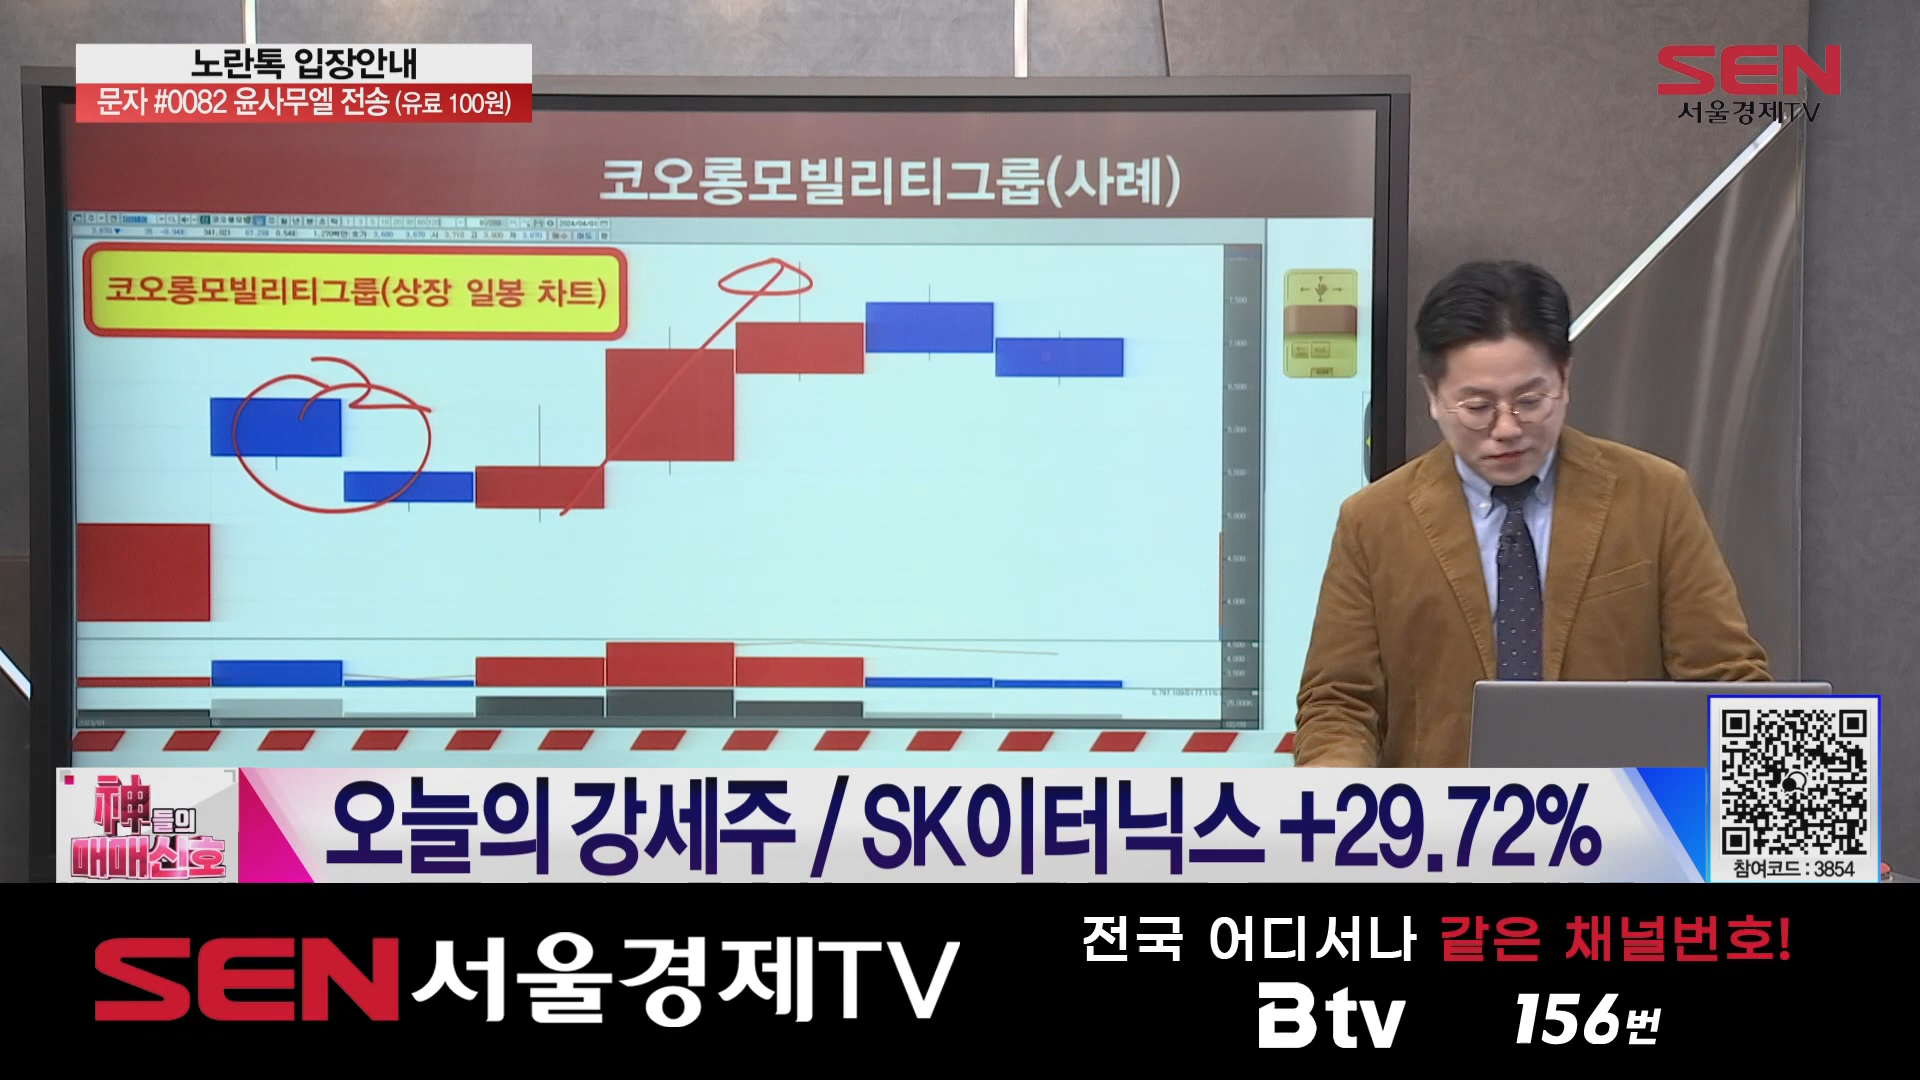 노란톡 입장안내
문자 #0082 윤사무엘 전송 (유료 100원)
SEN
서울경제TV
코오롱모빌리티그룹(사례)
코오롱모빌리티그룹(상장 일봉 차트)
神들의
매매신호
오늘의 강세주 / SK이터닉스 +29.72%
참여코드 : 3854
SEN 서울경제TV
전국 어디서나 같은 채널번호!
B tv 156번